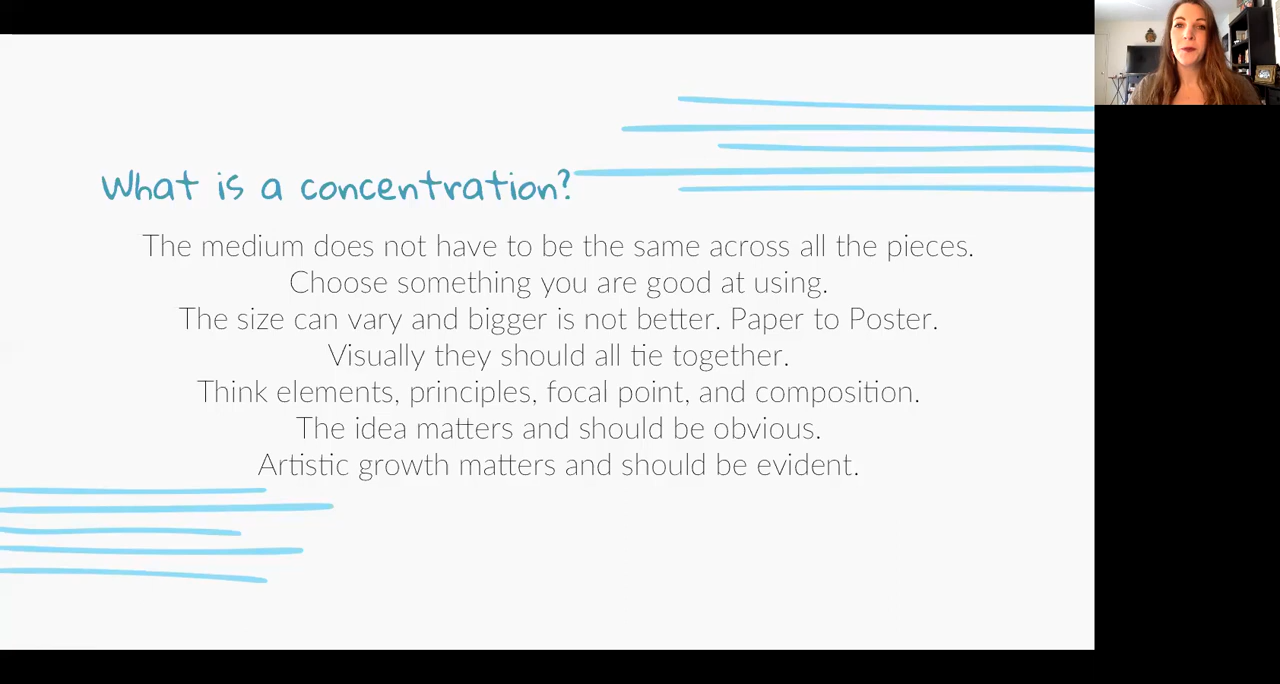 What is a concentration?
The medium does not have to be the same across all the pieces.
Choose something you are good at using.
The size can vary and bigger is not better. Paper to Poster.
Visually they should all tie together.
Think elements, principles, focal point, and composition.
The idea matters and should be obvious.
Artistic growth matters and should be evident.